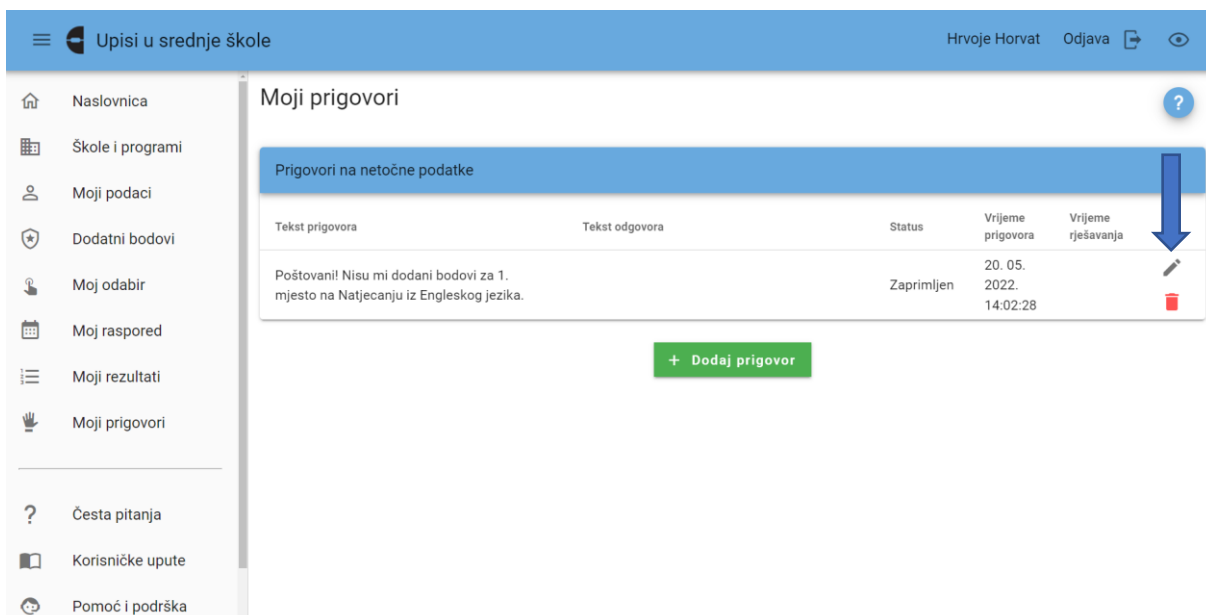 Upisi u srednje škole
Hrvoje Horvat
Odjava
Naslovnica
Škole i programi
Moji podaci
Dodatni bodovi
Moj odabir
Moj raspored
Moji rezultati
Moji prigovori
Česta pitanja
Korisničke upute
Pomoć i podrška
Moji prigovori
?
Prigovori na netočne podatke
Tekst prigovora
Tekst odgovora
Status
Vrijeme
prigovora
Vrijeme
rješavanja
Poštovani! Nisu mi dodani bodovi za 1.
mjesto na Natjecanju iz Engleskog jezika.
Zaprimljen
20. 05.
2022.
14:02:28
+ Dodaj prigovor